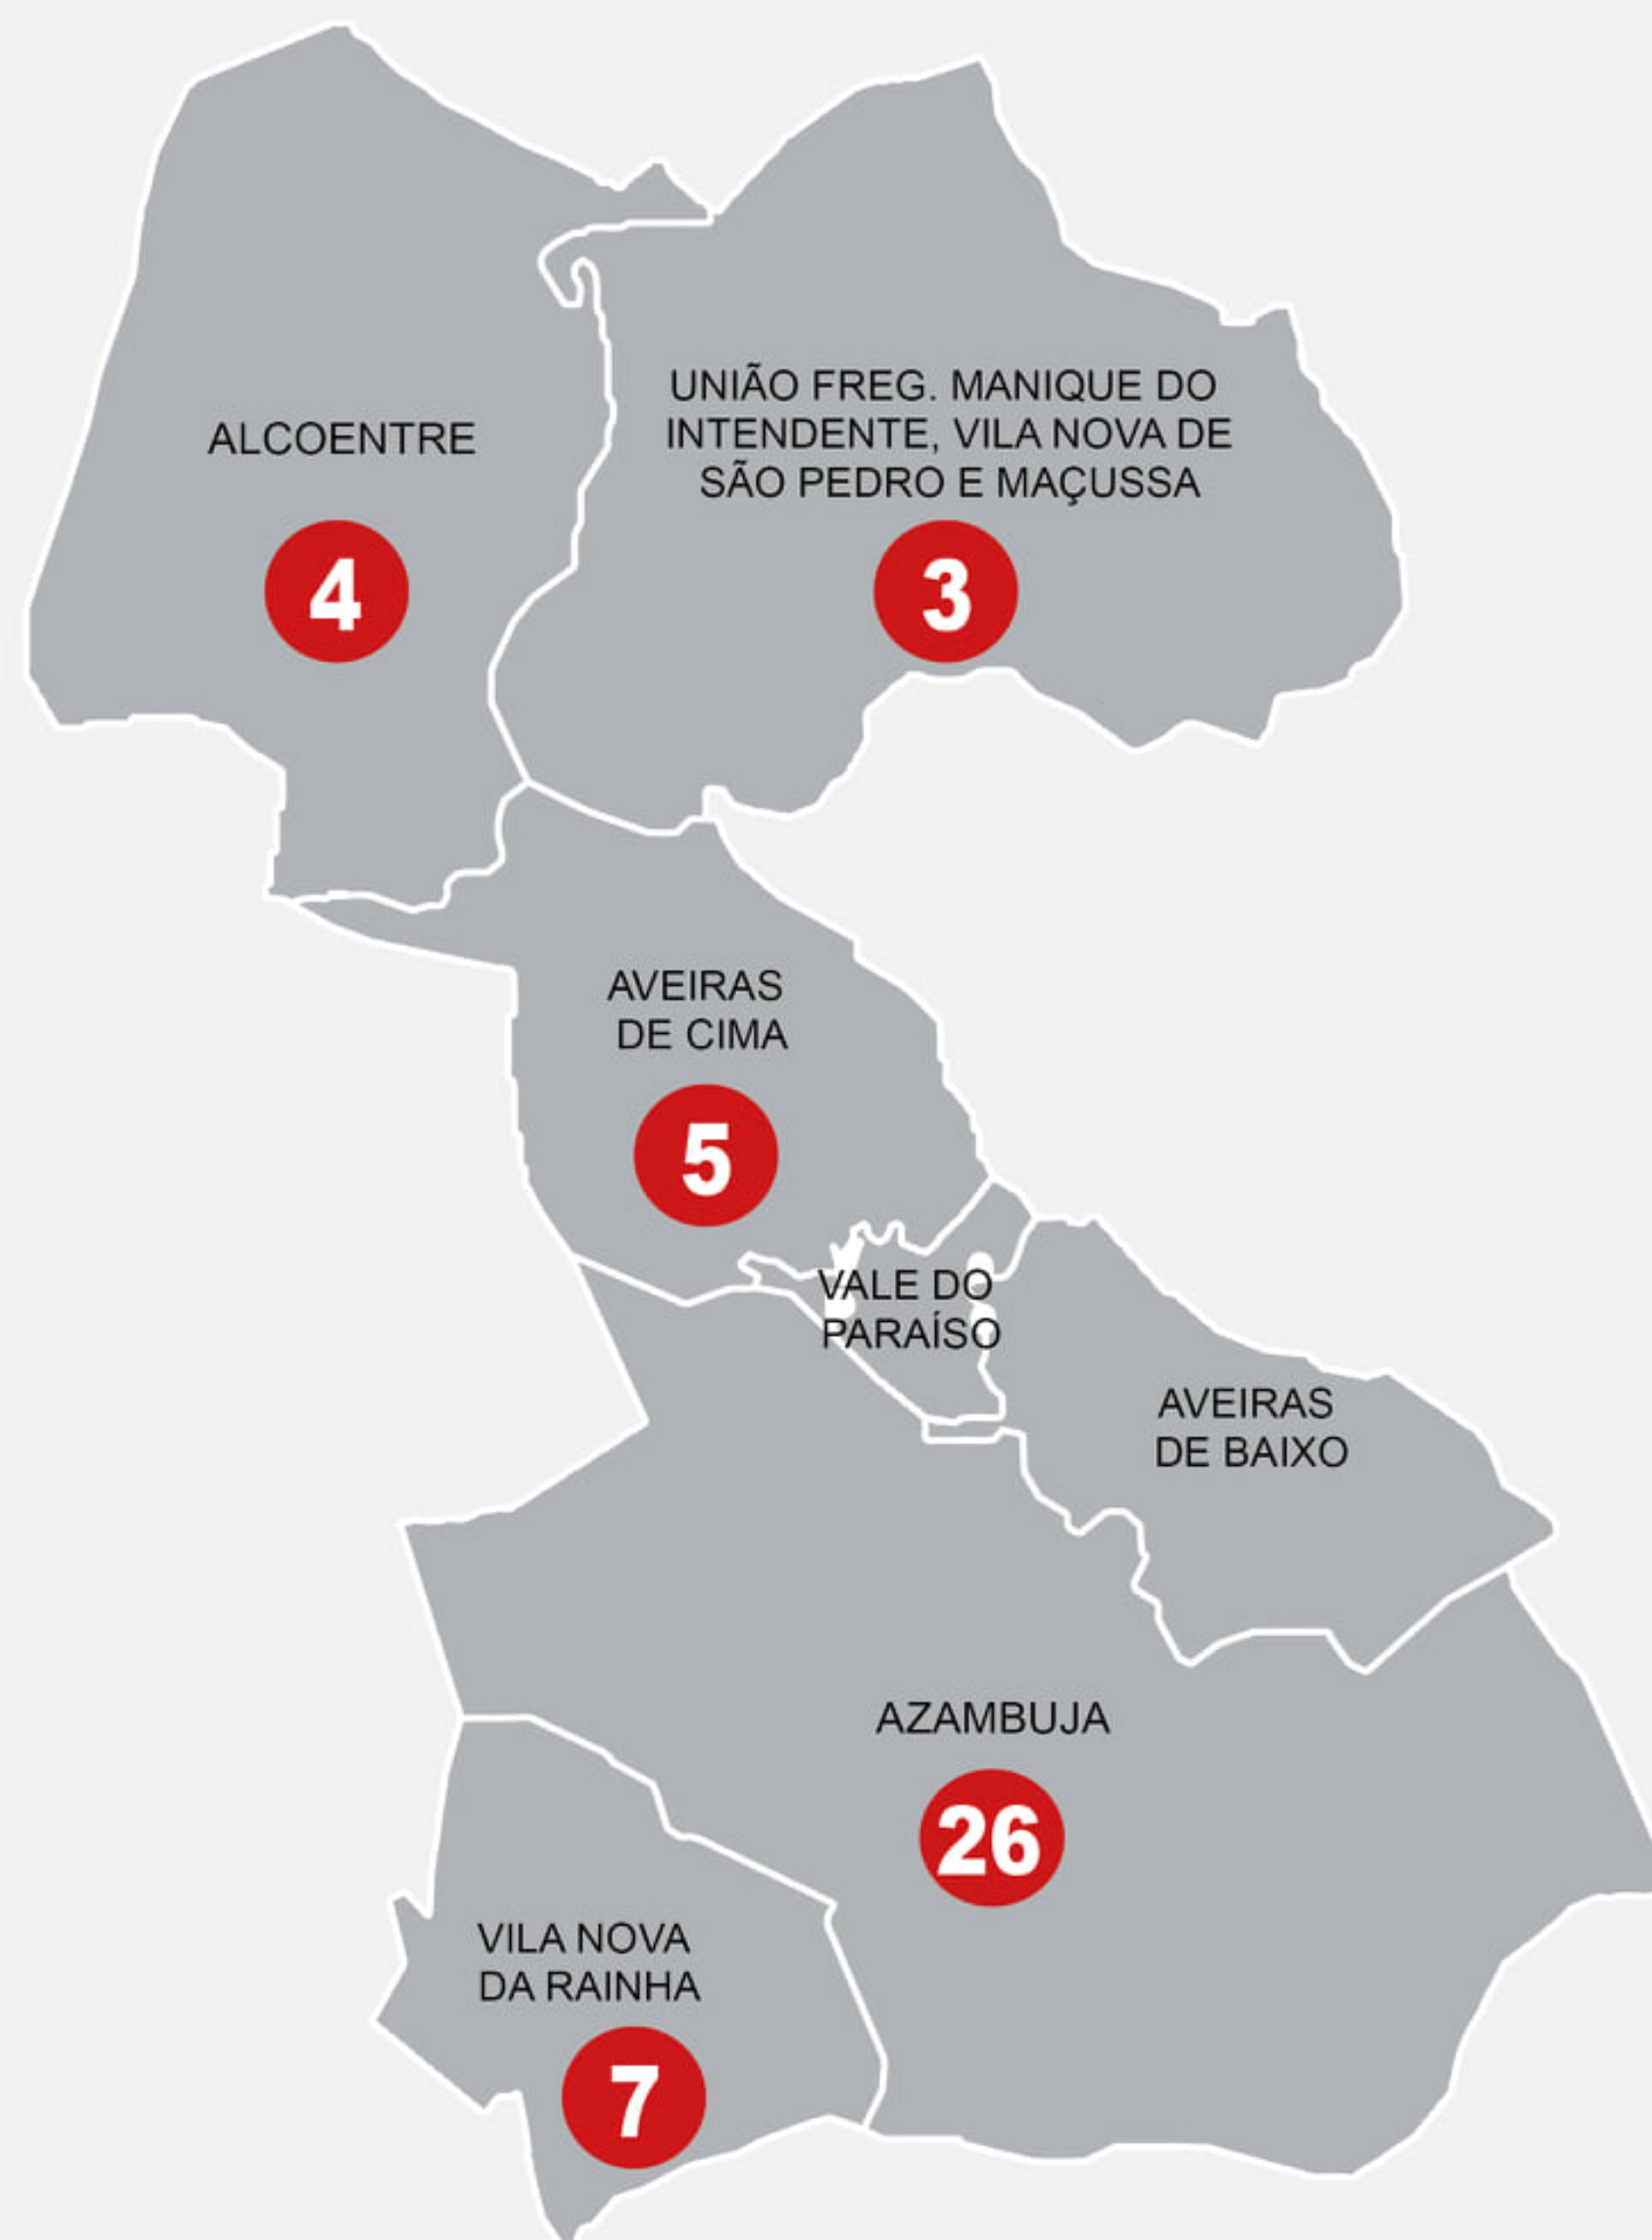 ALCOENTRE
4
UNIÃO FREG. MANIQUE DO
INTENDENTE, VILA NOVA DE
SÃO PEDRO E MAÇUSSA
3
AVEIRAS
DE CIMA
5
VALE DO
PARAÍSO
AVEIRAS
DE BAIXO
AZAMBUJA
26
VILA NOVA
DA RAINHA
7